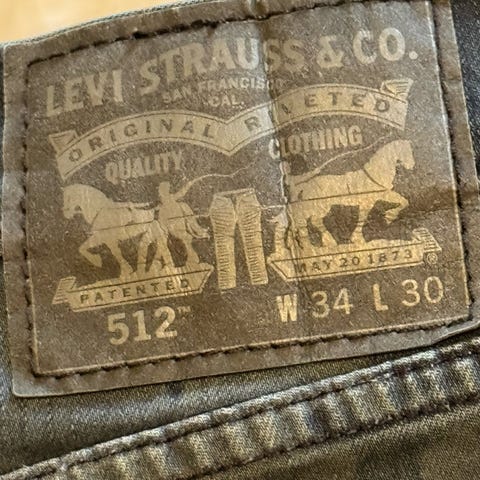 LEVI STRAUSS & CO.
SAN FRANCISCO
CAL.
ORIGINAL RIVETED
QUALITY CLOTHING
PATENTED MAY 20 1873 ®
512™ W 34 L 30